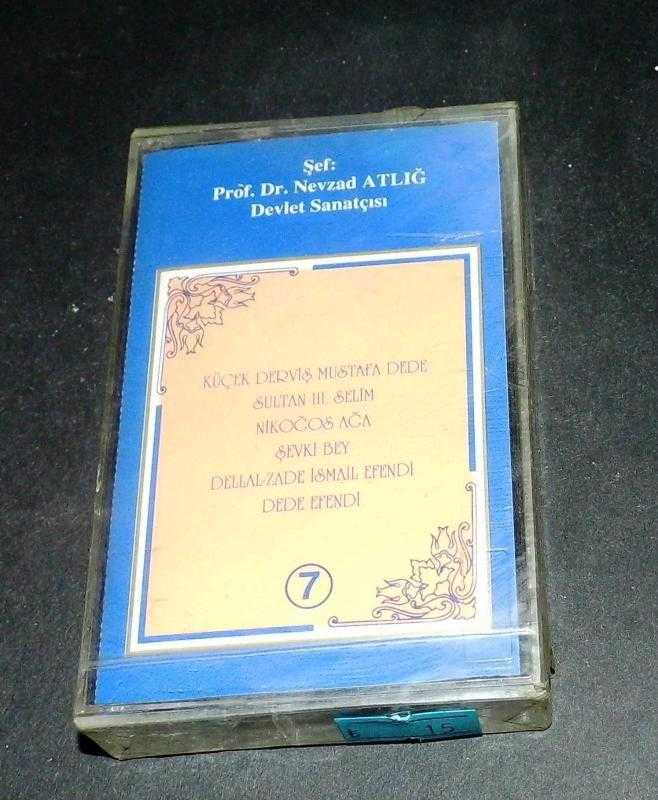 Şef:
Prof. Dr. Nevzad ATLIĞ
Devlet Sanatçısı
KÜÇEK DERVİŞ MUSTAFA DEDE
SULTAN III. SELİM
NİKOĞOS AĞA
ŞEVKİ BEY
DELLAL-ZADE İSMAİL EFENDİ
DEDE EFENDİ
7
15